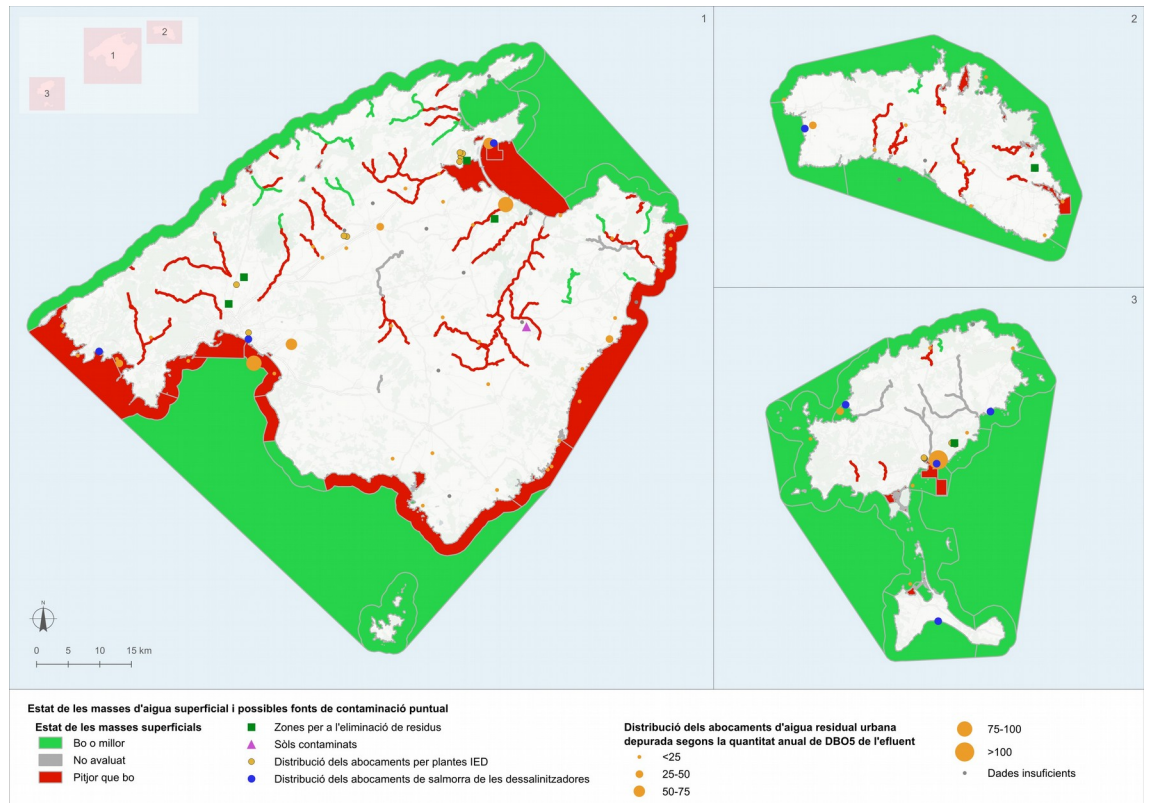 1
2
3
1
2
3
N
0 5 10 15 km
Estat de les masses d'aigua superficial i possibles fonts de contaminació puntual
Estat de les masses superficials
Bo o millor
No avaluat
Pitjor que bo
Zones per a l'eliminació de residus
Sòls contaminats
Distribució dels abocaments per plantes IED
Distribució dels abocaments de salmorra de les dessalinitzadores
Distribució dels abocaments d'aigua residual urbana
depurada segons la quantitat anual de DBO5 de l'efluent
<25
25-50
50-75
75-100
>100
Dades insuficients